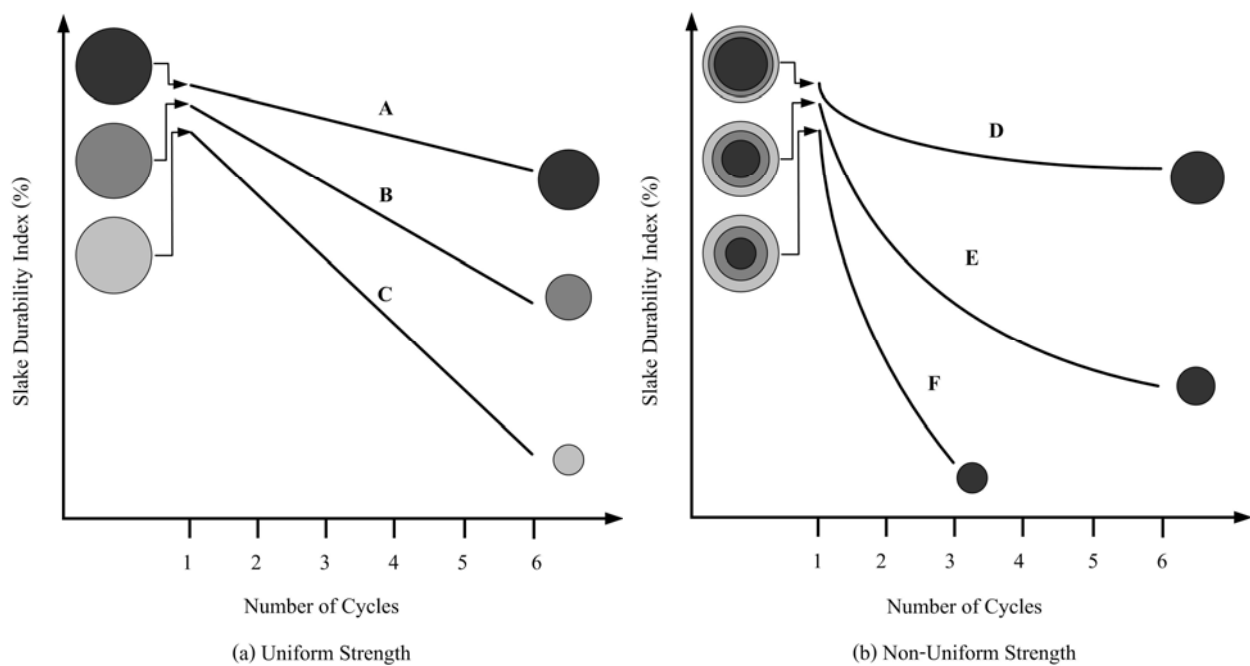 Slake Durability Index (%)
A
B
C
1 2 3 4 5 6
Number of Cycles
(a) Uniform Strength
Slake Durability Index (%)
D
E
F
1 2 3 4 5 6
Number of Cycles
(b) Non-Uniform Strength